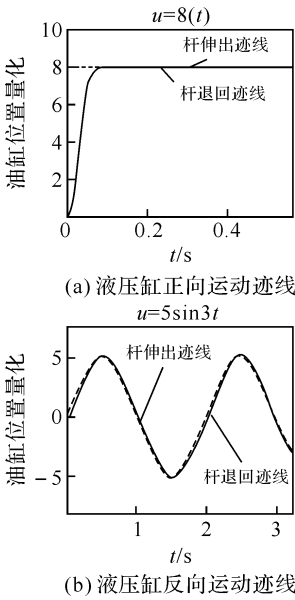 u=8(t)
10
8
6
4
2
0
0.2
0.4
油缸位置量化
杆伸出迹线
杆退回迹线
t/s
(a) 液压缸正向运动迹线
u=5sin3t
5
0
-5
1
2
3
油缸位置量化
杆伸出迹线
杆退回迹线
t/s
(b) 液压缸反向运动迹线